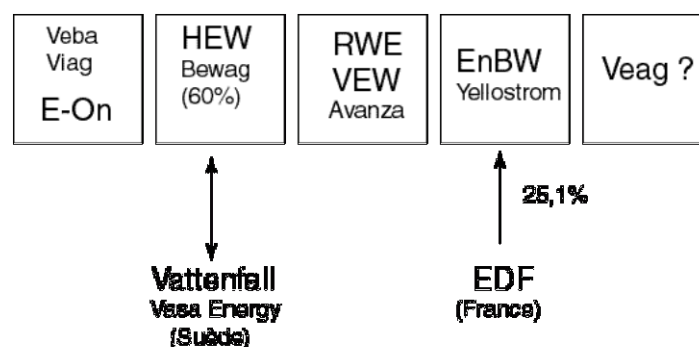 Veba
Viag
E-On
HEW
Bewag
(60%)
RWE
VEW
Avanza
EnBW
Yellostrom
Veag ?
25,1%
Vattenfall
Vasa Energy
(Suède)
EDF
(France)